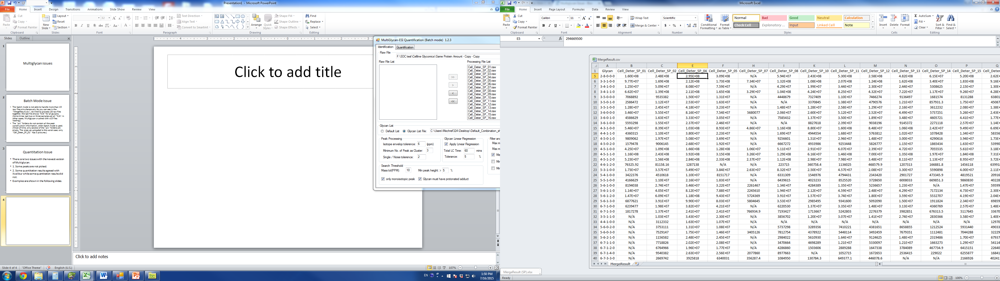 Presentation1 - Microsoft PowerPoint
File Home Insert Design Transitions Animations Slide Show Review View
Cut
Copy
Format Painter
Paste
Clipboard
New Slide
Layout
Reset
Section
Slides
32
Font
Text Direction
Align Text
Convert to SmartArt
Paragraph
Arrange
Quick Styles
Shape Fill
Shape Outline
Shape Effects
Drawing
Find
Replace
Select
Editing
Slides Outline
1
Multiglycan issues
2
Batch Mode Issue
• The batch mode is not able to handle more than 15
raw files simultaneously. As you can see in the
"MergeResult.csv", we tried to process 18 raw files
together, the last file shows "N/A" for all glycans.
(Some times last two or three samples are all "N/A". In
other cases, Multiglycan crushed with >15 files
loading.)
• The "pic" folders do not contain all the peak
construction information, when batch mode is used.
(Most of time, only several of the "pic" folders are
empty. The ones we uploaded is the worst case, only
"Cell_Deter_SP_01" has 5 pictures.)
3
Quantitation Issue
• There are two issues with the newest version
of Multiglycan.
• 1. Some peaks are not picked.
• 2. Some quantitation results agreed with
Xcalibur while some quantitation results did
not.
• Examples are shown in the following slides.
4
Click to add title
Click to add notes
Slide 4 of 4 "Office Theme" English (U.S.) 107%
MultiGlycan-ESI Quantification (Batch mode) 1.2.3
Identification Quantification
Raw File
F:\SDC test\Cellline Glycomics\Same Protein Amount - Copy - Copy
Raw File List Processing File List
Cell_Deter_SP_01.raw
Cell_Deter_SP_02.raw
Cell_Deter_SP_03.raw
Cell_Deter_SP_04.raw
Cell_Deter_SP_05.raw
Cell_Deter_SP_06.raw
Cell_Deter_SP_07.raw
Cell_Deter_SP_08.raw
Cell_Deter_SP_09.raw
Cell_Deter_SP_10.raw
Cell_Deter_SP_11.raw
Cell_Deter_SP_12.raw
Cell_Deter_SP_13.raw
Cell_Deter_SP_14.raw
Cell_Deter_SP_15.raw
Cell_Deter_SP_16.raw
>>
>
<
<<
Glycan List
Default List Glycan List File: C:\Users\Mechref324\Desktop\Default_Combination_sh
Peak Processing Glycan Linear Regression
Isotope envelop tolerence: 6 (ppm) Apply Linear Regression
Minimum No. of Peak as Cluster: 3 Total LC Time: 60 mins
Single / Noise tolerence: 2 Tolerance: 5 %
Filter and
Max m
Max m
Me
Mir
Mir
Search Threshold
Mass tol(PPM): 10 Min peak height: > 5 %
only monoisotopic peak Glycan must have protonated adduct
EN 1:50 PM
7/16/2015
Microsoft Excel
File Home Insert Page Layout Formulas Data Review View
Cut
Copy
Format Painter
Paste
Clipboard
Calibri 11
Font
Wrap Text
Merge & Center
Alignment
Scientific
Number
Conditional Formatting
Format as Table
Normal Bad Good Neutral Calculation
Check Cell Explanatory ... Input Linked Cell Note
Styles
Insert Delete Format
Cells
AutoSum
Fill
Clear
Sort & Filter
Find & Select
Editing
E5 294669500
MergeResult.csv
A B C E F H I K L M N O P Q
1 Glycan Cell_Deter_SP_01 Cell_Deter_SP_02 Cell_Deter_SP_04 Cell_Deter_SP_05 Cell_Deter_SP_07 Cell_Deter_SP_08 Cell_Deter_SP_10 Cell_Deter_SP_11 Cell_Deter_SP_12 Cell_Deter_SP_13 Cell_Deter_SP_14 Cell_Deter_SP_15 Cell_Deter
5 2-8-0-0-0 1.60E+08 2.48E+08 2.95E+08 3.09E+08 N/A 5.94E+07 2.43E+08 5.30E+08 2.58E+08 4.82E+08 6.15E+07 5.20E+08 2.62E+
6 3-3-1-0-0 9.77E+07 1.69E+08 2.12E+08 1.73E+08 7.34E+07 1.32E+08 1.08E+08 2.07E+08 1.24E+08 1.62E+08 3.40E+07 1.83E+08 9.16E+
7 3-4-1-0-0 1.25E+07 5.09E+07 8.08E+07 7.59E+07 N/A 4.29E+07 1.99E+07 3.44E+07 2.30E+07 2.44E+07 5308625 2.15E+07 1.30E+
8 3-4-1-1-0 6.62E+07 1.39E+08 2.11E+08 1.65E+08 3.29E+07 1.04E+08 4.24E+07 8.25E+07 4.32E+07 7.22E+07 1.17E+07 9.26E+07 4.28E+
9 3-5-0-0-0 7068892 9535382 1.50E+07 1.31E+07 N/A 4448679 7327409 1.10E+07 7466274 9136497 1681574 8131288 63801
10 3-5-0-1-0 2586472 1.12E+07 2.53E+07 1.63E+07 N/A N/A 3370845 1.38E+07 4790576 1.21E+07 857931.3 1.75E+07 45087
11 3-5-1-0-0 1.28E+07 2.45E+07 4.18E+07 3.23E+07 N/A 1.48E+07 1.28E+07 2.58E+07 1.29E+07 2.16E+07 3612232 2.08E+07 1.38E+
12 3-6-0-0-0 3.46E+07 5.55E+07 8.16E+07 7.54E+07 5680077 2.06E+07 2.60E+07 5.12E+07 2.52E+07 4.49E+07 5737251 5.26E+07 2.43E+
13 3-6-0-1-0 4586629 1.63E+07 3.33E+07 3.05E+07 N/A 7585432 1.37E+07 3.50E+07 1.89E+07 3.48E+07 4605721 4.41E+07 1.77E+
14 3-6-1-0-0 5593298 1.55E+07 2.37E+07 2.46E+07 N/A N/A 8827618 2.39E+07 9038196 9145372 2271118 2.57E+07 1.14E+
15 4-3-1-0-0 5.46E+07 8.39E+07 1.03E+08 8.93E+07 4.86E+07 1.16E+08 8.80E+07 1.60E+08 8.48E+07 1.06E+08 2.42E+07 9.49E+07 6.69E+
16 4-4-1-1-0 4360315 1.10E+07 3.80E+07 2.23E+07 N/A 1.69E+07 4944554 1.68E+07 5763812 1.02E+07 1078428 1.34E+07 58356
17 4-5-0-1-0 9809062 1.97E+07 5.08E+07 3.69E+07 N/A 9256601 1.51E+07 2.96E+07 1.48E+07 3.00E+07 4290616 3.94E+07 1.73E+
18 4-5-0-2-0 1579478 9006145 2.68E+07 1.92E+07 N/A 6667272 4933986 9253448 5826777 1.15E+07 1865434 1.63E+07 53990
19 4-5-1-0-0 4.25E+07 1.09E+08 1.66E+08 1.28E+08 1.06E+07 5.11E+07 2.91E+07 6.07E+07 2.39E+07 4.72E+07 7055535 5.61E+07 3.18E+
20 4-5-1-1-0 1.16E+08 2.43E+08 3.92E+08 3.15E+08 3.26E+07 1.29E+08 6.16E+07 1.46E+08 7.00E+07 1.35E+08 1.97E+07 1.84E+08 7.31E+
21 4-5-1-2-0 5.23E+07 1.56E+08 2.84E+08 2.33E+08 2.37E+07 1.12E+08 2.98E+07 7.98E+07 3.48E+07 8.11E+07 1.13E+07 8.95E+07 3.72E+
22 4-6-1-2-0 76325.92 81158.16 1287138 N/A N/A 223715 360758.4 1136025 468579.9 1207313 166881.8 1456118 639918
23 5-3-1-0-0 1.73E+07 3.57E+07 5.49E+07 3.84E+07 2.63E+07 8.32E+07 2.50E+07 4.57E+07 2.08E+07 3.30E+07 5590898 4.00E+07 2.11E+
24 5-4-1-0-0 3422376 4510618 1.10E+07 8151717 N/A 6331309 1546976 4794431 2343420 2901727 473345.9 4819521 20916
25 5-5-1-0-0 4166629 1.10E+07 2.16E+07 1.83E+07 N/A 6439615 4023233 8525520 3728650 6008033 669851.3 9860830 40228
26 5-6-1-0-0 8194038 2.74E+07 3.46E+07 3.22E+07 2261467 1.34E+07 4284389 1.35E+07 5236657 1.23E+07 N/A 1.47E+07 59599
27 5-6-1-1-0 1.14E+07 4.05E+07 8.12E+07 7.88E+07 2245610 1.94E+07 2.12E+07 4.59E+07 2.48E+07 4.29E+07 7172134 4.73E+07 2.30E+
28 5-6-1-2-0 1.47E+07 6.09E+07 1.18E+08 9.43E+07 5724369 3.91E+07 1.57E+07 3.74E+07 1.80E+07 3.59E+07 5532707 4.19E+07 2.04E+
29 5-6-1-3-0 6877621 3.91E+07 9.90E+07 8.03E+07 5804645 3.53E+07 2985495 9341600 5092090 1.50E+07 1911824 2.34E+07 69859
30 6-7-1-0-0 6239477 1.98E+07 3.82E+07 4.21E+07 N/A 6220530 1.37E+07 3.35E+07 1.48E+07 3.13E+07 4360769 2.57E+07 1.48E+
31 6-7-1-3-0 1817278 1.37E+07 2.41E+07 2.41E+07 766934.9 7193427 1713667 5242803 2276379 3982851 676313.5 5117645 33670
32 3-5-1-1-0 N/A 1.03E+07 3.43E+07 2.30E+07 N/A 3856702 1.20E+07 3.07E+07 1.41E+07 2.74E+07 2830366 3.58E+07 1.40E+
33 4-4-1-0-0 N/A 3112332 1.63E+07 1.07E+07 N/A N/A N/A N/A N/A N/A N/A N/A 12970
34 5-6-0-2-0 N/A 3753111 1.31E+07 1.08E+07 N/A 5737298 3289356 7410221 4381651 8658855 1212524 5931440 49033
35 5-6-0-3-0 N/A 7529147 1.75E+07 1.46E+07 3405126 7812754 4378922 5448114 3492459 7679351 1112481 7044288 32229
36 5-6-2-1-0 N/A 1156582 2.48E+07 2.45E+07 N/A 2984022 5610930 1.64E+07 9124625 1.48E+07 2319486 1.70E+07 67937
37 6-7-1-1-0 N/A 7718826 2.02E+07 2.08E+07 N/A 3470664 4698289 1.21E+07 5330097 1.21E+07 1663273 1.29E+07 54114
38 6-7-1-2-0 N/A 6764966 1.96E+07 1.77E+07 N/A 4286860 1503606 2889288 1647338 3784089 467734.9 6415151 22640
39 6-7-1-4-0 N/A 9540382 2.63E+07 2.56E+07 2077860 8977663 N/A 1052715 1672653 2536415 229022 6255877 16841
40 6-7-3-3-0 N/A 2669742 3925818 6340031 356287.4 1084950 130784.3 649377.1 446078.6 N/A N/A 2166926 402411
MergeResult
MergeResult (SP).xlsx
Ready 100%